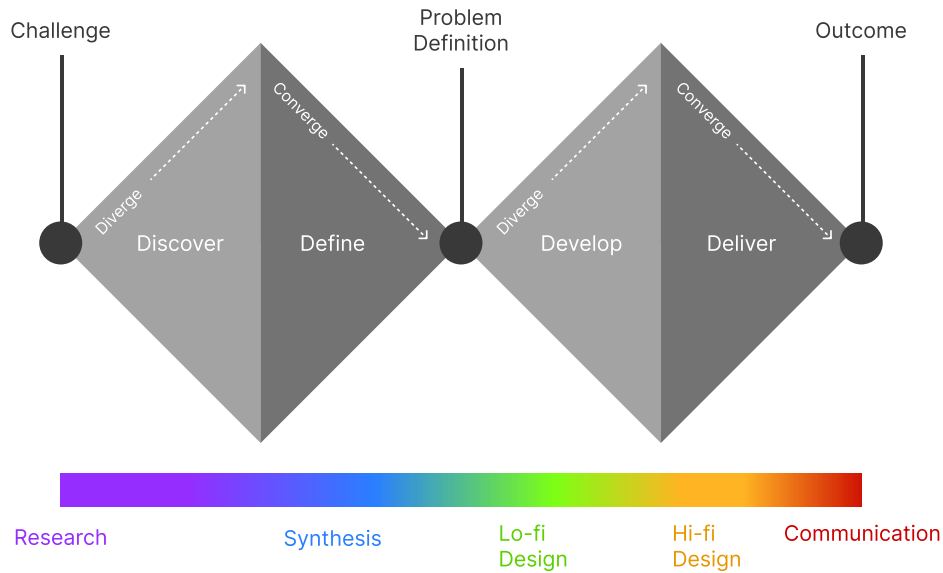 Challenge
Problem
Definition
Outcome
Diverge
Converge
Diverge
Converge
Discover
Define
Develop
Deliver
Research
Synthesis
Lo-fi
Design
Hi-fi
Design
Communication